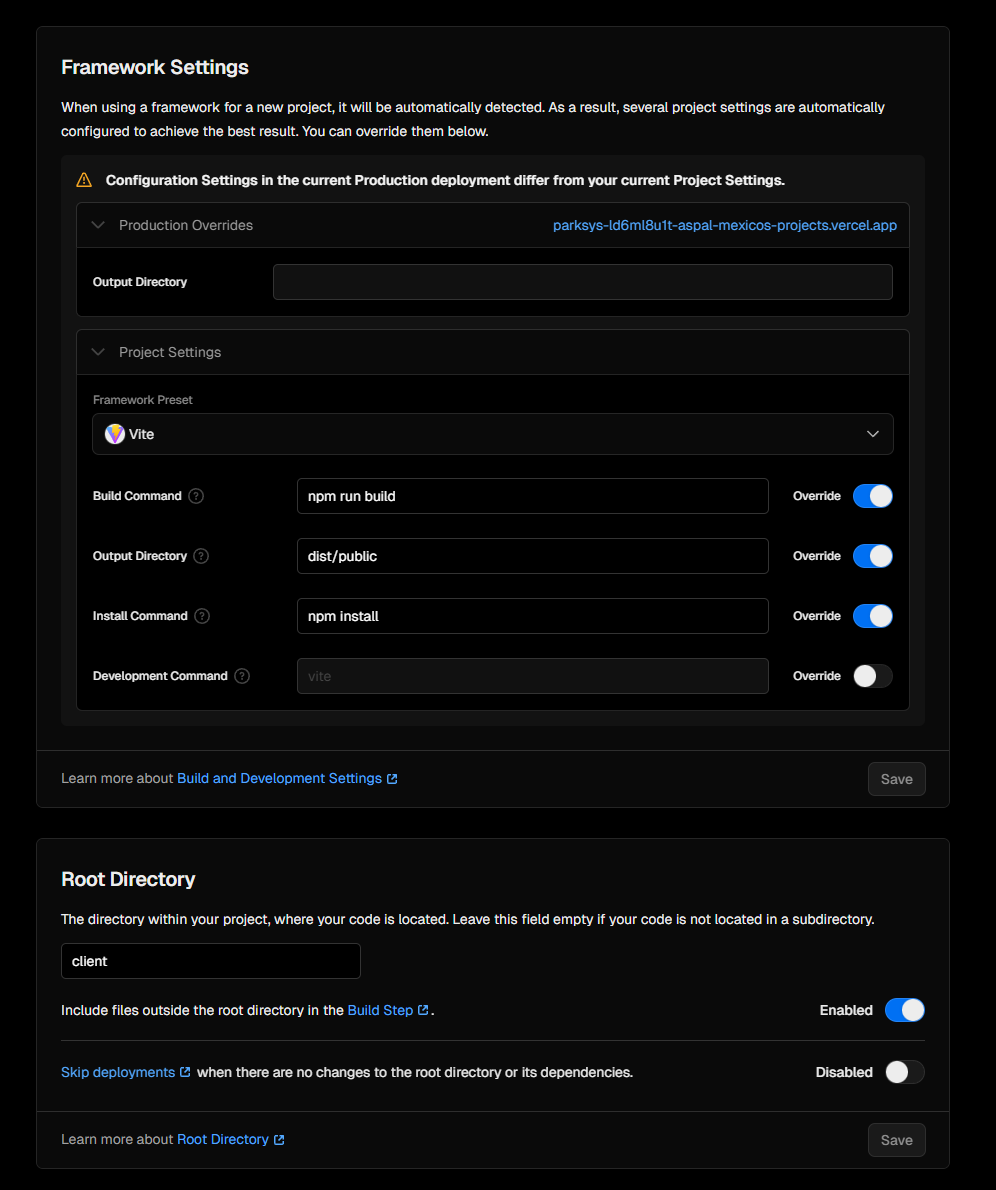 Framework Settings
When using a framework for a new project, it will be automatically detected. As a result, several project settings are automatically
configured to achieve the best result. You can override them below.
Configuration Settings in the current Production deployment differ from your current Project Settings.
Production Overrides parksys-ld6ml8u1t-aspal-mexicos-projects.vercel.app
Output Directory
Project Settings
Framework Preset
Vite
Build Command ? npm run build Override
Output Directory ? dist/public Override
Install Command ? npm install Override
Development Command ? vite Override
Learn more about Build and Development Settings Save
Root Directory
The directory within your project, where your code is located. Leave this field empty if your code is not located in a subdirectory.
client
Include files outside the root directory in the Build Step . Enabled
Skip deployments when there are no changes to the root directory or its dependencies. Disabled
Learn more about Root Directory Save